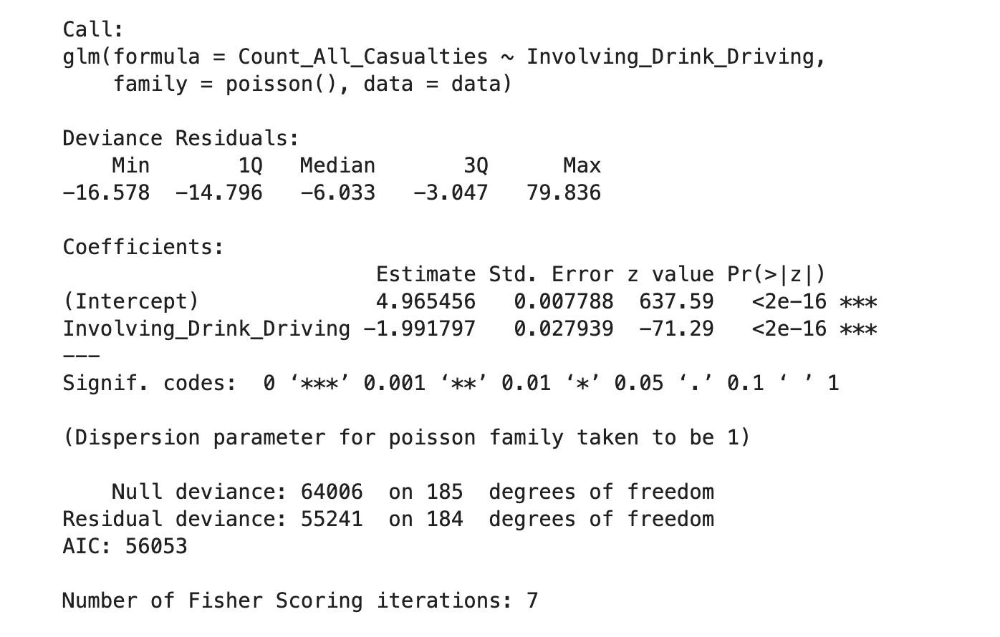 Call:
glm(formula = Count_All_Casualties ~ Involving_Drink_Driving,
    family = poisson(), data = data)

Deviance Residuals:
    Min       1Q   Median       3Q      Max
−16.578  −14.796   −6.033   −3.047   79.836

Coefficients:
                         Estimate Std. Error z value Pr(>|z|)
(Intercept)              4.965456   0.007788  637.59   <2e−16 ***
Involving_Drink_Driving −1.991797   0.027939  −71.29   <2e−16 ***
−−−
Signif. codes:  0 ‘***’ 0.001 ‘**’ 0.01 ‘*’ 0.05 ‘.’ 0.1 ‘ ’ 1

(Dispersion parameter for poisson family taken to be 1)

    Null deviance: 64006  on 185  degrees of freedom
Residual deviance: 55241  on 184  degrees of freedom
AIC: 56053

Number of Fisher Scoring iterations: 7